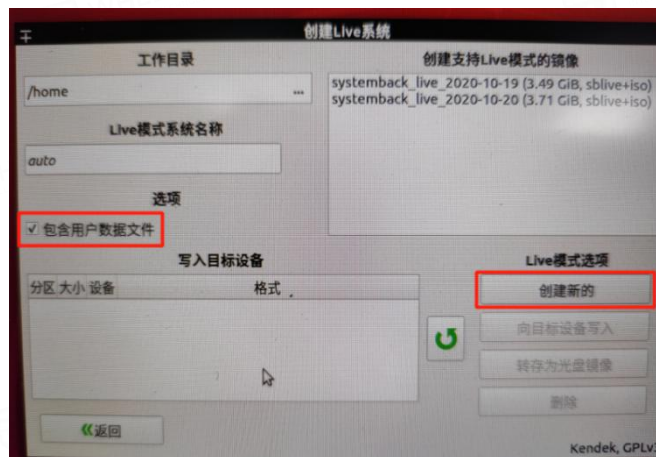 创建Live系统
工作目录
/home
...
Live模式系统名称
auto
选项
包含用户数据文件
创建支持Live模式的镜像
systemback_live_2020-10-19 (3.49 GiB, sblive+iso)
systemback_live_2020-10-20 (3.71 GiB, sblive+iso)
写入目标设备
分区 大小 设备 格式
Live模式选项
创建新的
向目标设备写入
转存为光盘镜像
删除
返回
Kendek, GPLv3